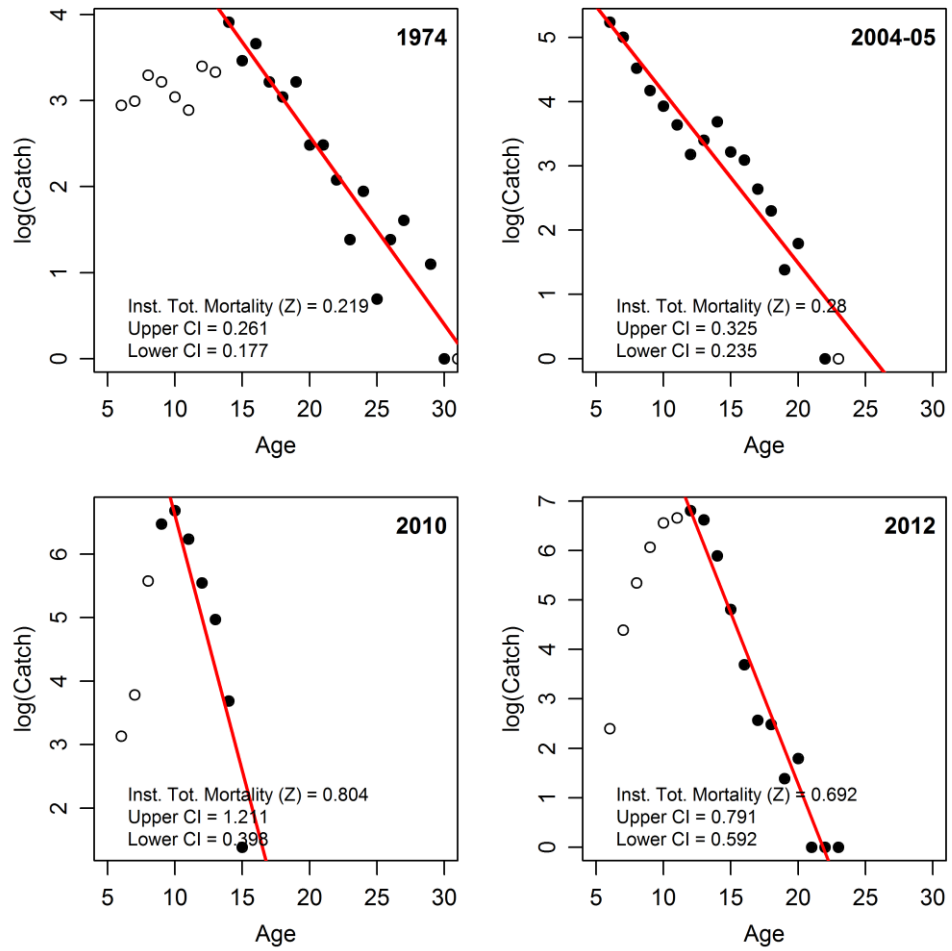 1974
log(Catch)
4
3
2
1
0
Inst. Tot. Mortality (Z) = 0.219
Upper CI = 0.261
Lower CI = 0.177
5 10 15 20 25 30
Age
2004-05
log(Catch)
5
4
3
2
1
0
Inst. Tot. Mortality (Z) = 0.28
Upper CI = 0.325
Lower CI = 0.235
5 10 15 20 25 30
Age
2010
log(Catch)
6
5
4
3
2
Inst. Tot. Mortality (Z) = 0.804
Upper CI = 1.211
Lower CI = 0.398
5 10 15 20 25 30
Age
2012
log(Catch)
7
6
5
4
3
2
1
0
Inst. Tot. Mortality (Z) = 0.692
Upper CI = 0.791
Lower CI = 0.592
5 10 15 20 25 30
Age